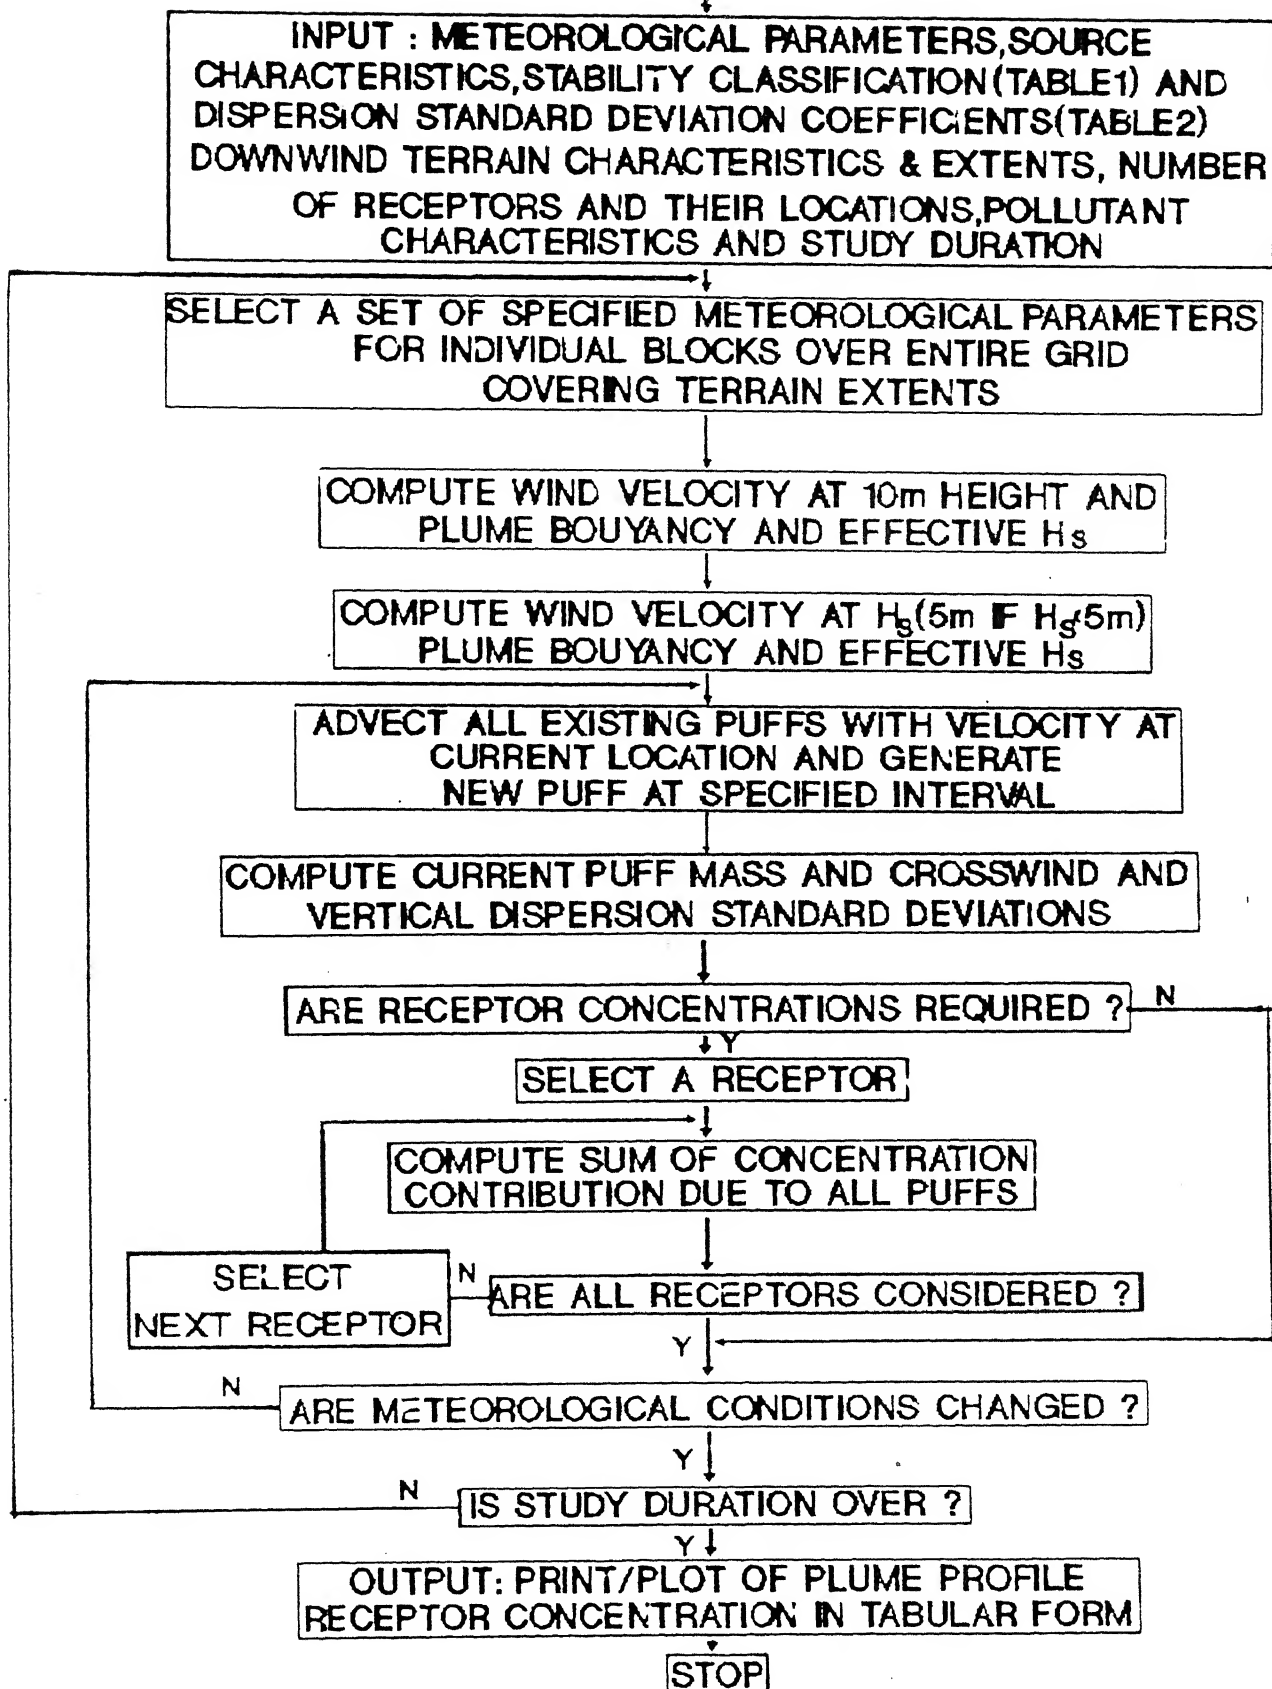 INPUT : METEOROLOGICAL PARAMETERS,SOURCE
CHARACTERISTICS,STABILITY CLASSIFICATION(TABLE1) AND
DISPERSION STANDARD DEVIATION COEFFICIENTS(TABLE2)
DOWNWIND TERRAIN CHARACTERISTICS & EXTENTS, NUMBER
OF RECEPTORS AND THEIR LOCATIONS,POLLUTANT
CHARACTERISTICS AND STUDY DURATION
SELECT A SET OF SPECIFIED METEOROLOGICAL PARAMETERS
FOR INDIVIDUAL BLOCKS OVER ENTIRE GRID
COVERING TERRAIN EXTENTS
COMPUTE WIND VELOCITY AT 10m HEIGHT AND
PLUME BOUYANCY AND EFFECTIVE Hs
COMPUTE WIND VELOCITY AT Hs(5m IF Hs<5m)
PLUME BOUYANCY AND EFFECTIVE Hs
ADVECT ALL EXISTING PUFFS WITH VELOCITY AT
CURRENT LOCATION AND GENERATE
NEW PUFF AT SPECIFIED INTERVAL
COMPUTE CURRENT PUFF MASS AND CROSSWIND AND
VERTICAL DISPERSION STANDARD DEVIATIONS
ARE RECEPTOR CONCENTRATIONS REQUIRED ?
N
Y
SELECT A RECEPTOR
COMPUTE SUM OF CONCENTRATION
CONTRIBUTION DUE TO ALL PUFFS
SELECT
NEXT RECEPTOR
N
ARE ALL RECEPTORS CONSIDERED ?
Y
N
ARE METEOROLOGICAL CONDITIONS CHANGED ?
Y
N
IS STUDY DURATION OVER ?
Y
OUTPUT: PRINT/PLOT OF PLUME PROFILE
RECEPTOR CONCENTRATION IN TABULAR FORM
STOP